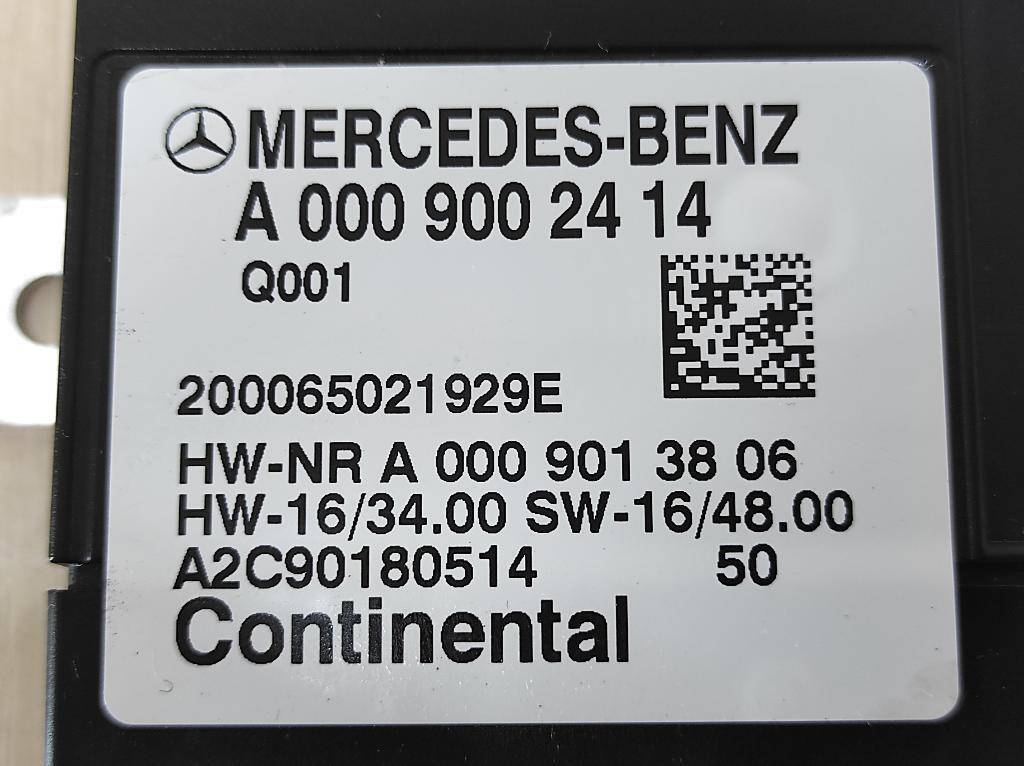 MERCEDES-BENZ
A 000 900 24 14
Q001
200065021929E
HW-NR A 000 901 38 06
HW-16/34.00 SW-16/48.00
A2C90180514 50
Continental